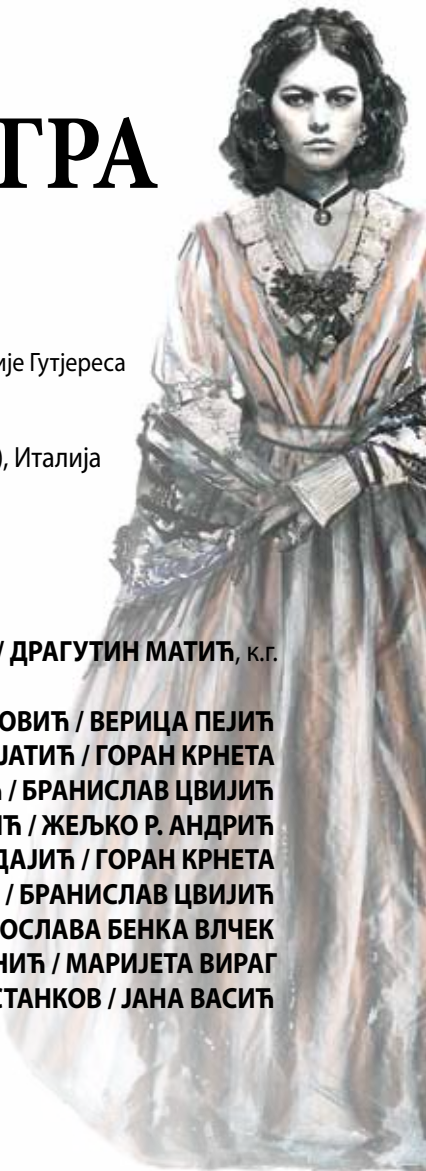 ГРА
ије Гутјереса
), Италија
/ ДРАГУТИН МАТИЋ, к.г.
ОВИЋ / ВЕРИЦА ПЕЈИЋ
ЈАТИЋ / ГОРАН КРНЕТА
/ БРАНИСЛАВ ЦВИЈИЋ
ИЋ / ЖЕЉКО Р. АНДРИЋ
ДАЈИЋ / ГОРАН КРНЕТА
/ БРАНИСЛАВ ЦВИЈИЋ
ОСЛАВА БЕНКА ВЛЧЕК
НИЋ / МАРИЈЕТА ВИРАГ
СТАНКОВ / ЈАНА ВАСИЋ